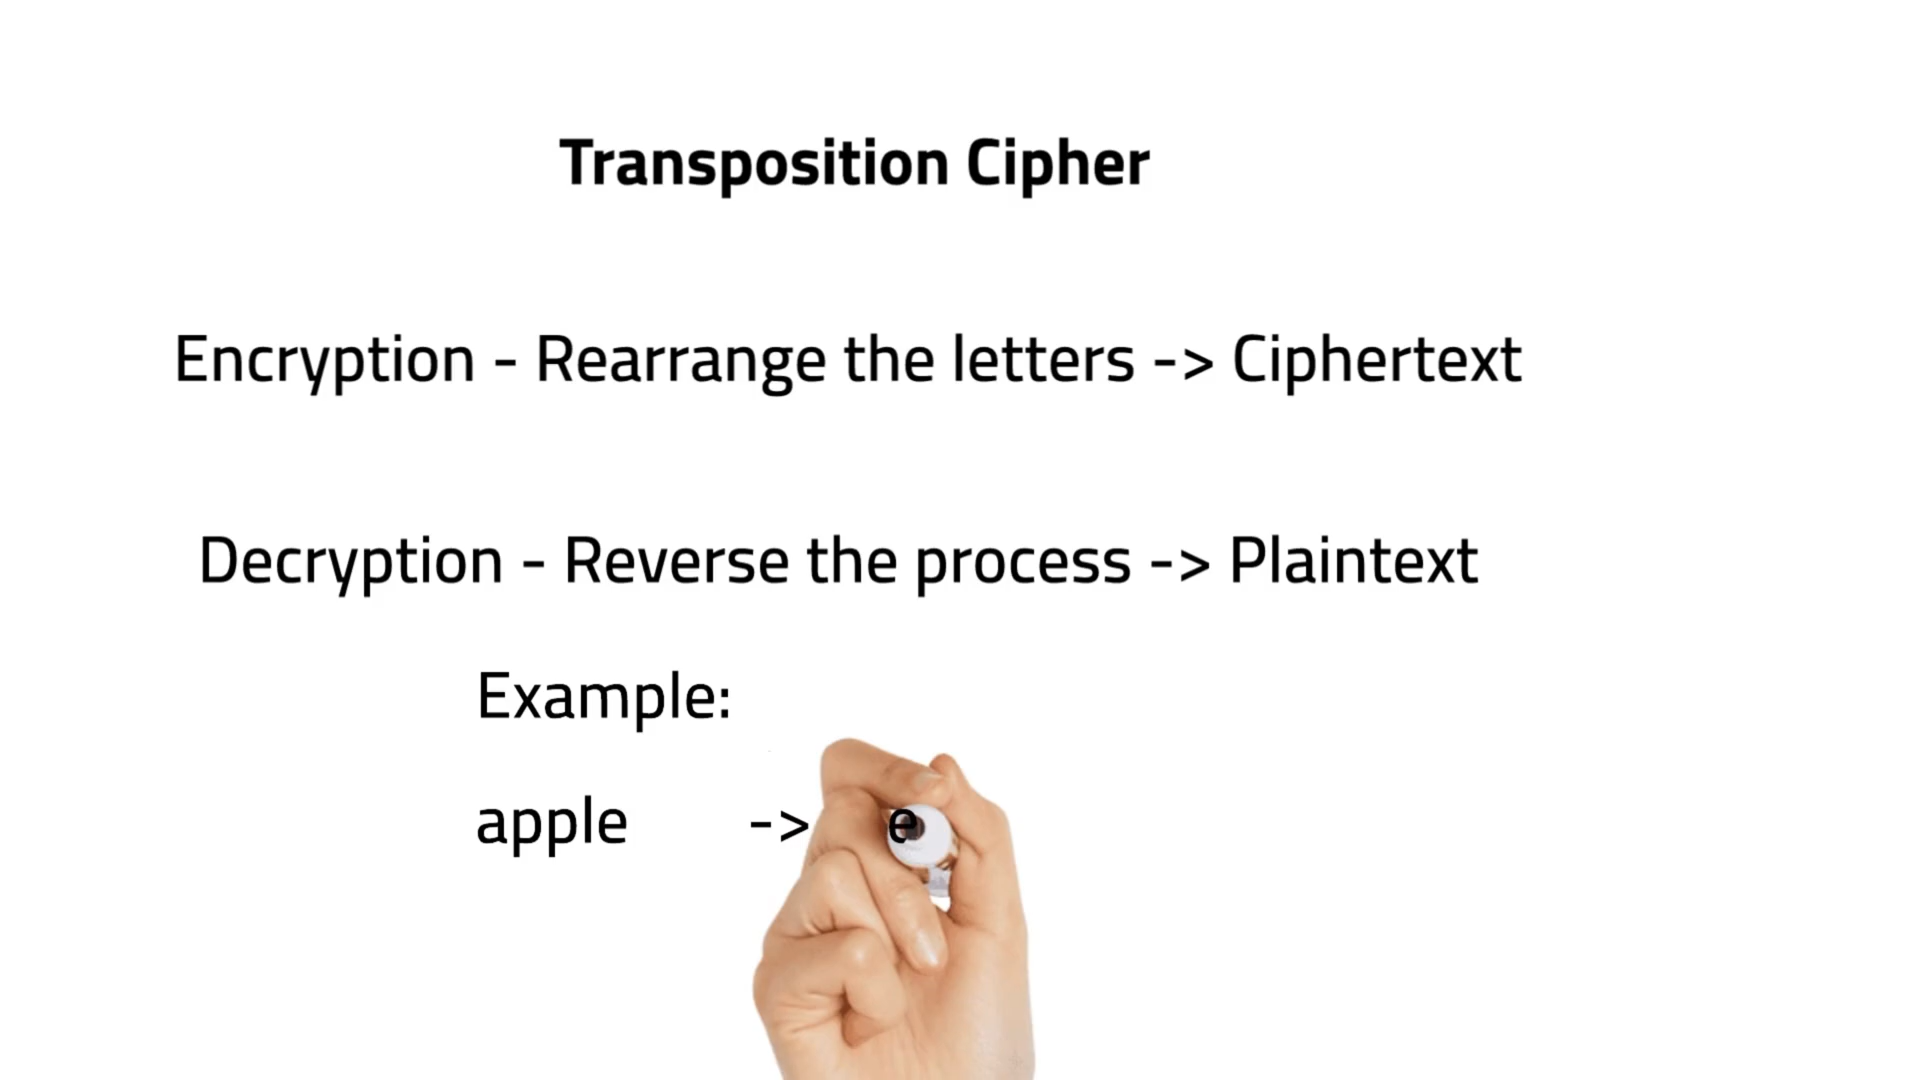 Transposition Cipher
Encryption - Rearrange the letters -> Ciphertext
Decryption - Reverse the process -> Plaintext
Example:
apple -> e